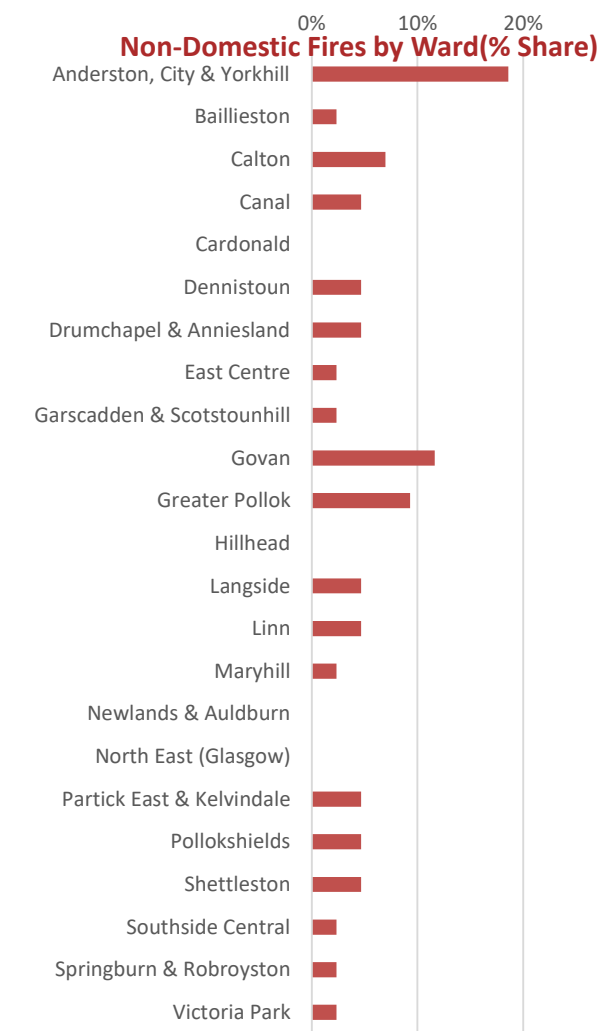 0% 10% 20%
Non-Domestic Fires by Ward(% Share)
Anderston, City & Yorkhill
Baillieston
Calton
Canal
Cardonald
Dennistoun
Drumchapel & Anniesland
East Centre
Garscadden & Scotstounhill
Govan
Greater Pollok
Hillhead
Langside
Linn
Maryhill
Newlands & Auldburn
North East (Glasgow)
Partick East & Kelvindale
Pollokshields
Shettleston
Southside Central
Springburn & Robroyston
Victoria Park